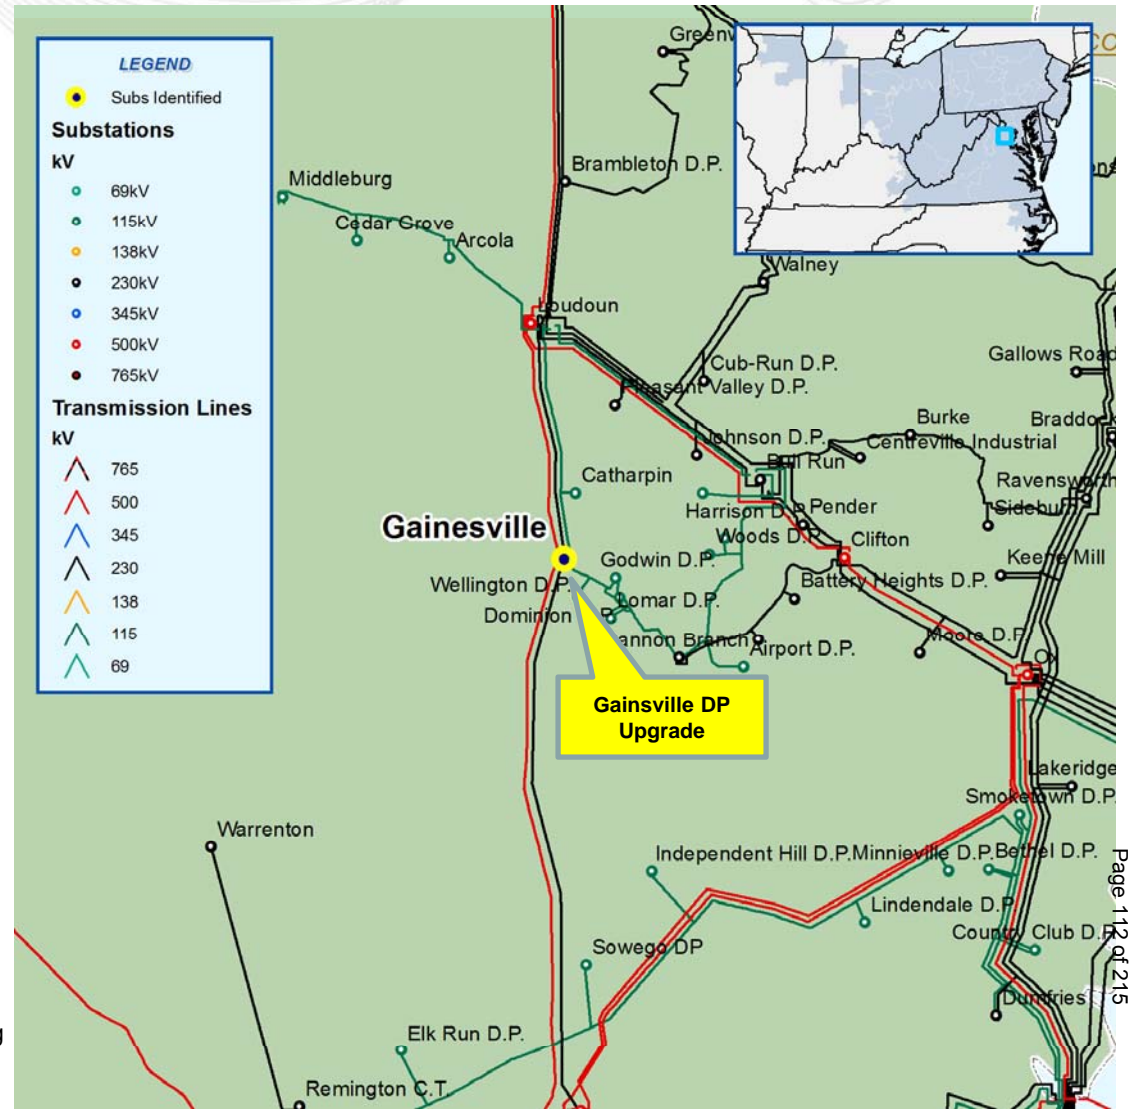 LEGEND
Subs Identified
Substations
kV
69kV
115kV
138kV
230kV
345kV
500kV
765kV
Transmission Lines
kV
765
500
345
230
138
115
69
Brambleton D.P.
Middleburg
Cedar Grove
Arcola
Walney
Loudoun
Cub-Run D.P.
Gallows Road
Pleasant Valley D.P.
Burke
Braddock
Johnson D.P.
Centreville Industrial
Bull Run
Catharpin
Ravensworth
Harrison D.P.
Pender
Sideburn
Gainesville
Woods D.P.
Clifton
Godwin D.P.
Keene Mill
Wellington D.P.
Battery Heights D.P.
Lomar D.P.
Dominion
annon Branch
Airport D.P.
Moore D.P.
Gainsville DP
Upgrade
Lakeridge
Smoketown D.P.
Warrenton
Independent Hill D.P.
Minnieville D.P.
Bethel D.P.
Lindendale D.P.
Country Club D.P.
Sowego DP
Dumfries
Elk Run D.P.
Remington C.T.
Page 112 of 215